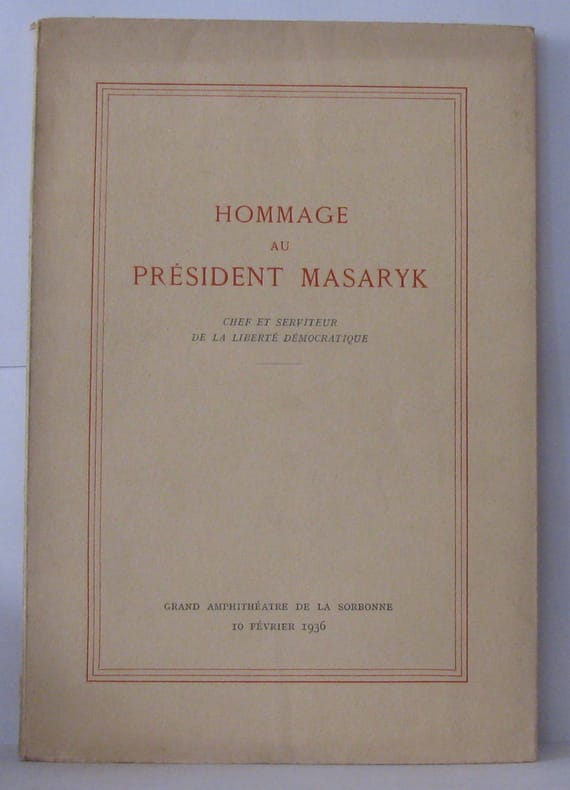 HOMMAGE
AU
PRÉSIDENT MASARYK
CHEF ET SERVITEUR
DE LA LIBERTÉ DÉMOCRATIQUE
GRAND AMPHITHÉATRE DE LA SORBONNE
10 FÉVRIER 1936